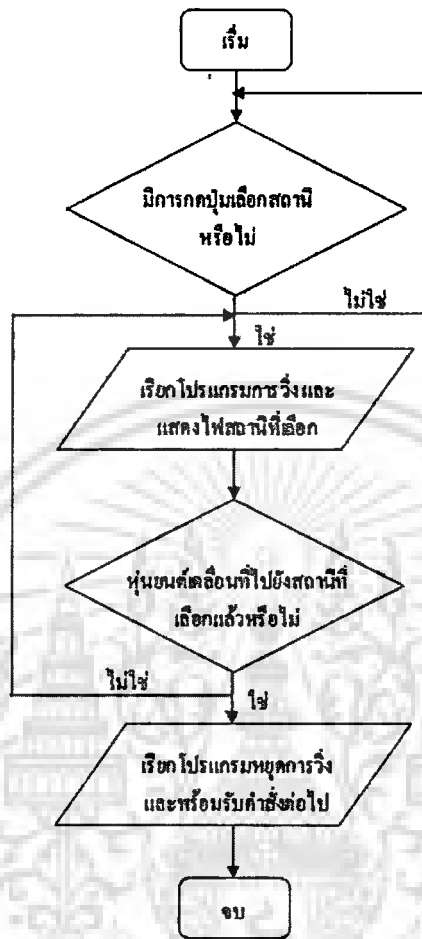 เริ่ม
มีการกดปุ่มเลือกสถานี
หรือไม่
ไม่ใช่
ใช่
เรียกโปรแกรมการวิ่งและ
แสดงไฟสถานีที่เลือก
หุ่นยนต์เคลื่อนที่ไปยังสถานีที่
เลือกแล้วหรือไม่
ไม่ใช่
ใช่
เรียกโปรแกรมหยุดการวิ่ง
และพร้อมรับคำสั่งต่อไป
จบ